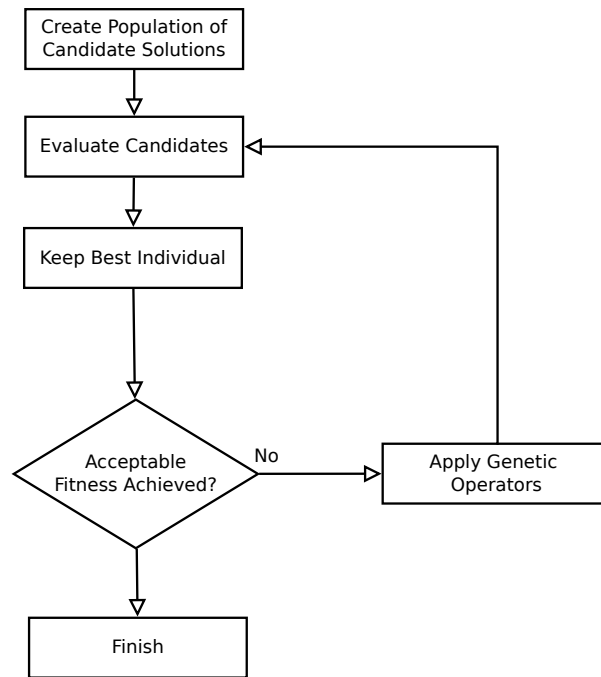 Create Population of
Candidate Solutions
Evaluate Candidates
Keep Best Individual
Acceptable
Fitness Achieved?
No
Apply Genetic
Operators
Finish